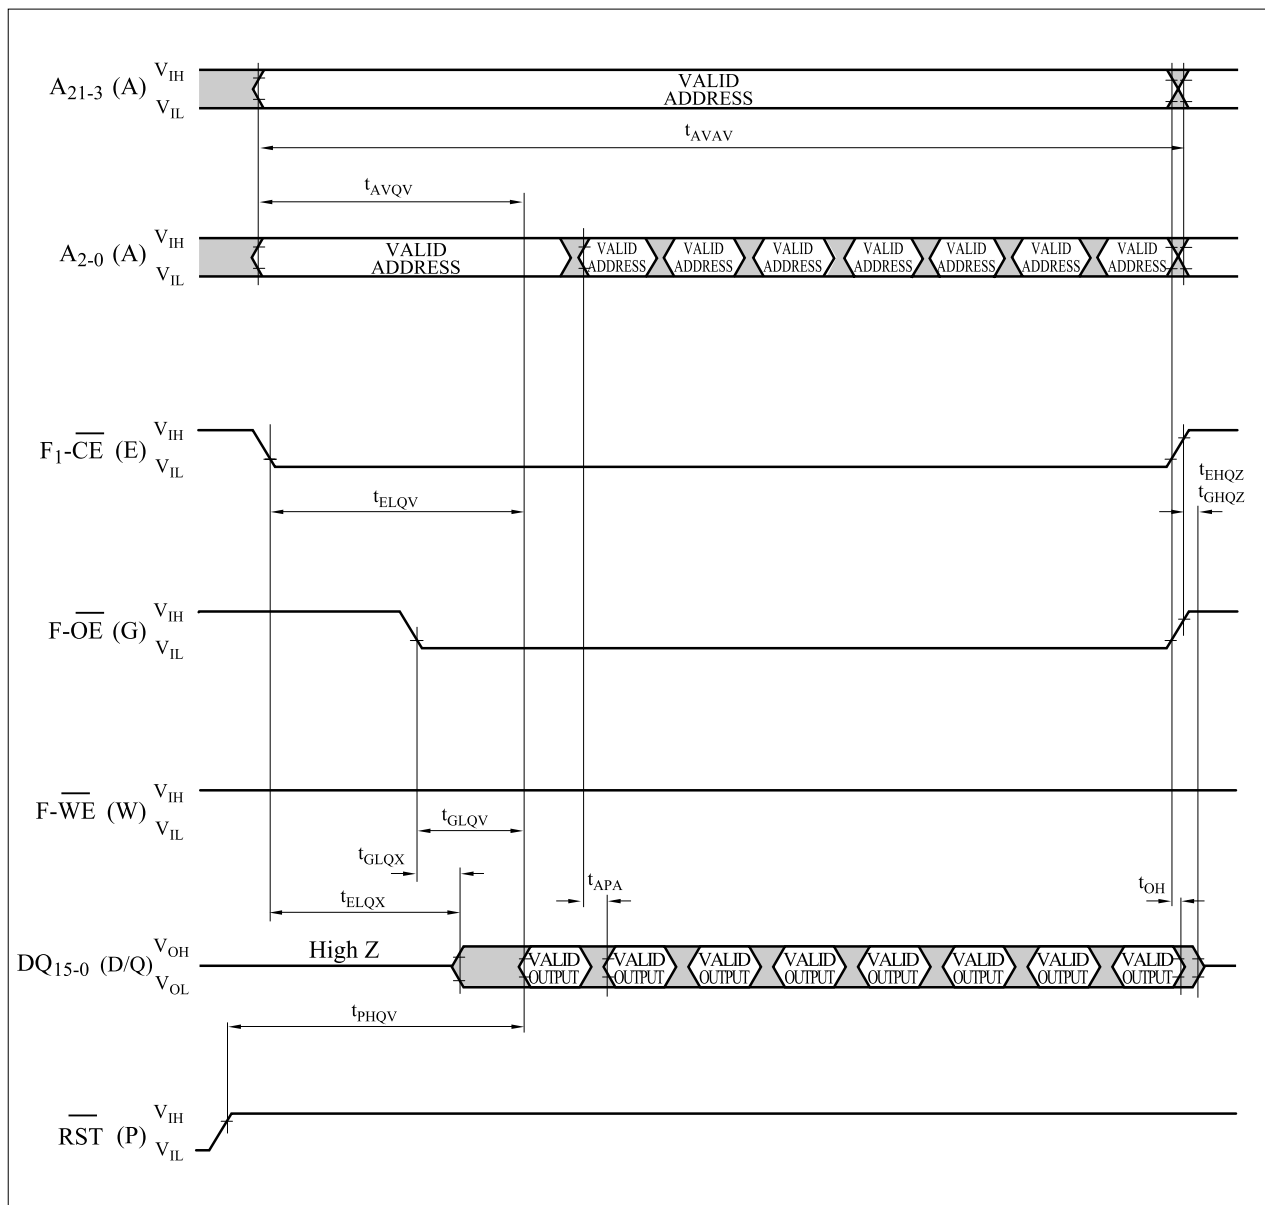 A21-3 (A) VIH VIL VALID ADDRESS
tAVAV
tAVQV
A2-0 (A) VIH VIL VALID ADDRESS VALID ADDRESS VALID ADDRESS VALID ADDRESS VALID ADDRESS VALID ADDRESS VALID ADDRESS VALID ADDRESS
F1-CE (E) VIH VIL
tELQV
tEHQZ
tGHQZ
F-OE (G) VIH VIL
F-WE (W) VIH VIL
tGLQV
tGLQX
tELQX
tAPA
tOH
DQ15-0 (D/Q) VOH VOL High Z VALID OUTPUT VALID OUTPUT VALID OUTPUT VALID OUTPUT VALID OUTPUT VALID OUTPUT VALID OUTPUT VALID OUTPUT
tPHQV
RST (P) VIH VIL